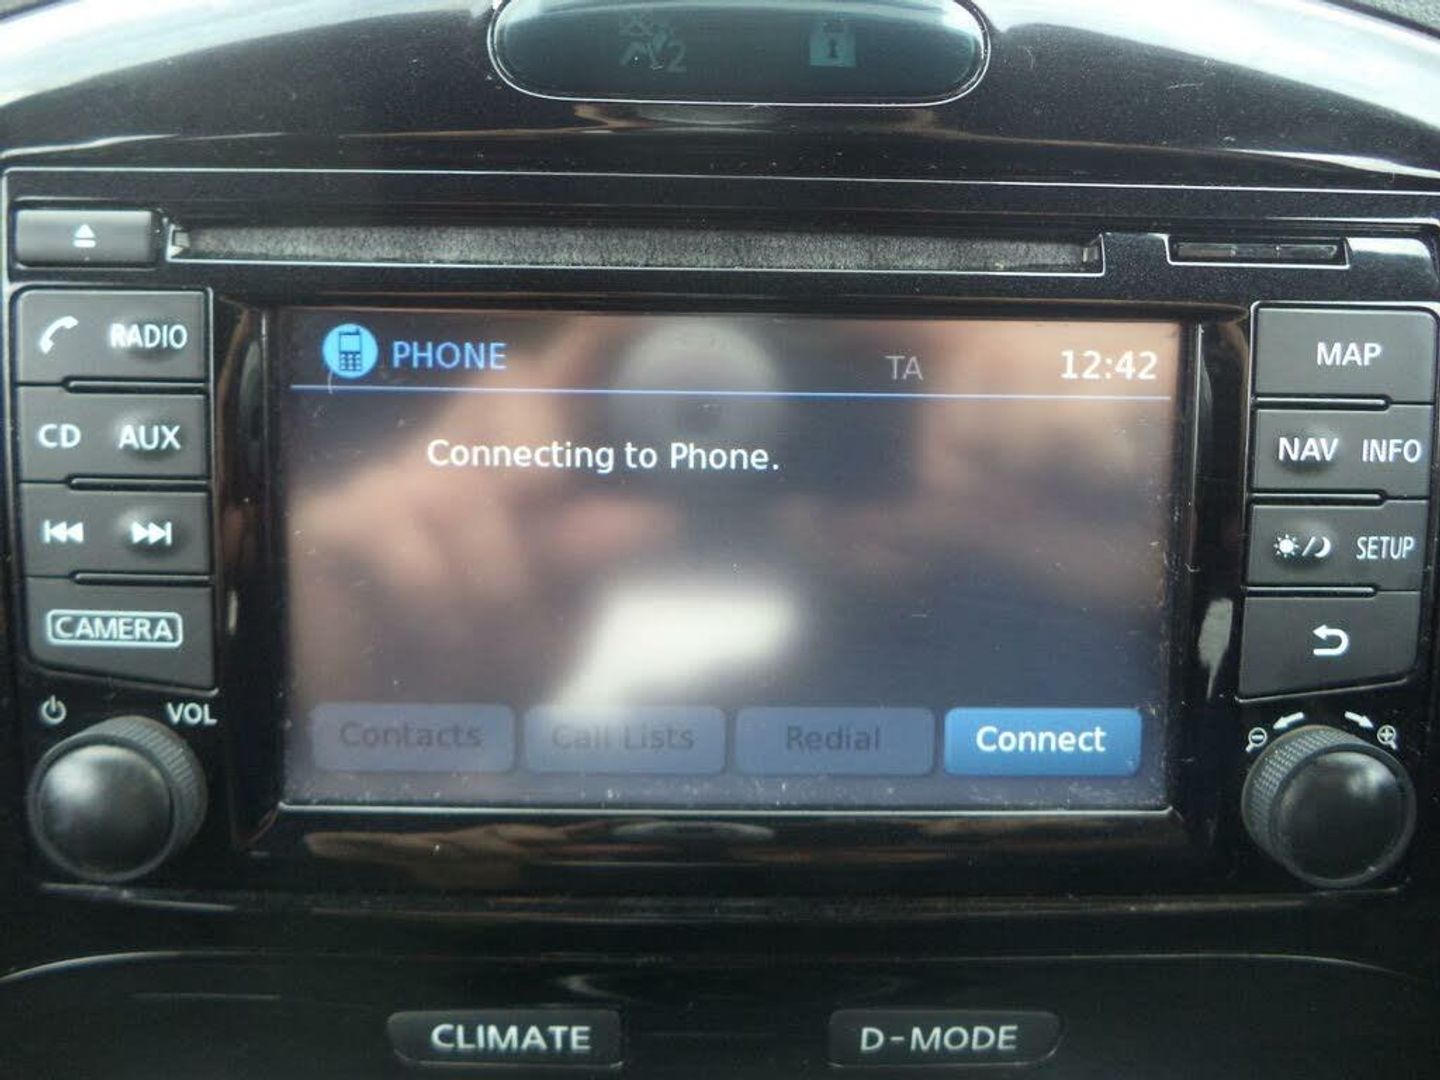 2
PHONE
TA
12:42
Connecting to Phone.
Contacts
Call Lists
Redial
Connect
RADIO
CD
AUX
CAMERA
VOL
MAP
NAV
INFO
SETUP
CLIMATE
D-MODE